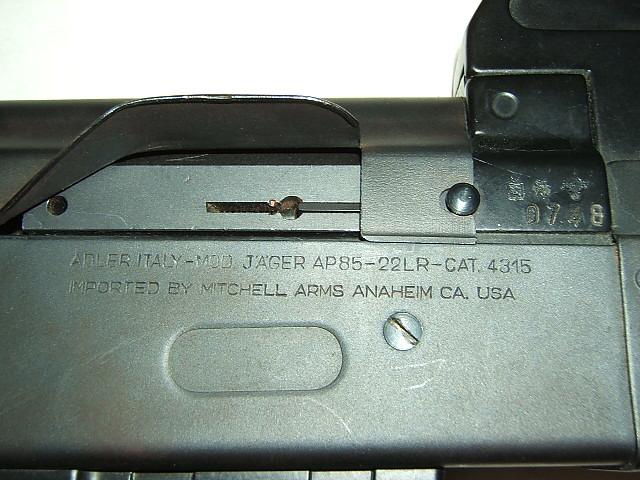 0748
ADLER ITALY-MOD JÄGER AP85-22LR-CAT. 4315
IMPORTED BY MITCHELL ARMS ANAHEIM CA. USA